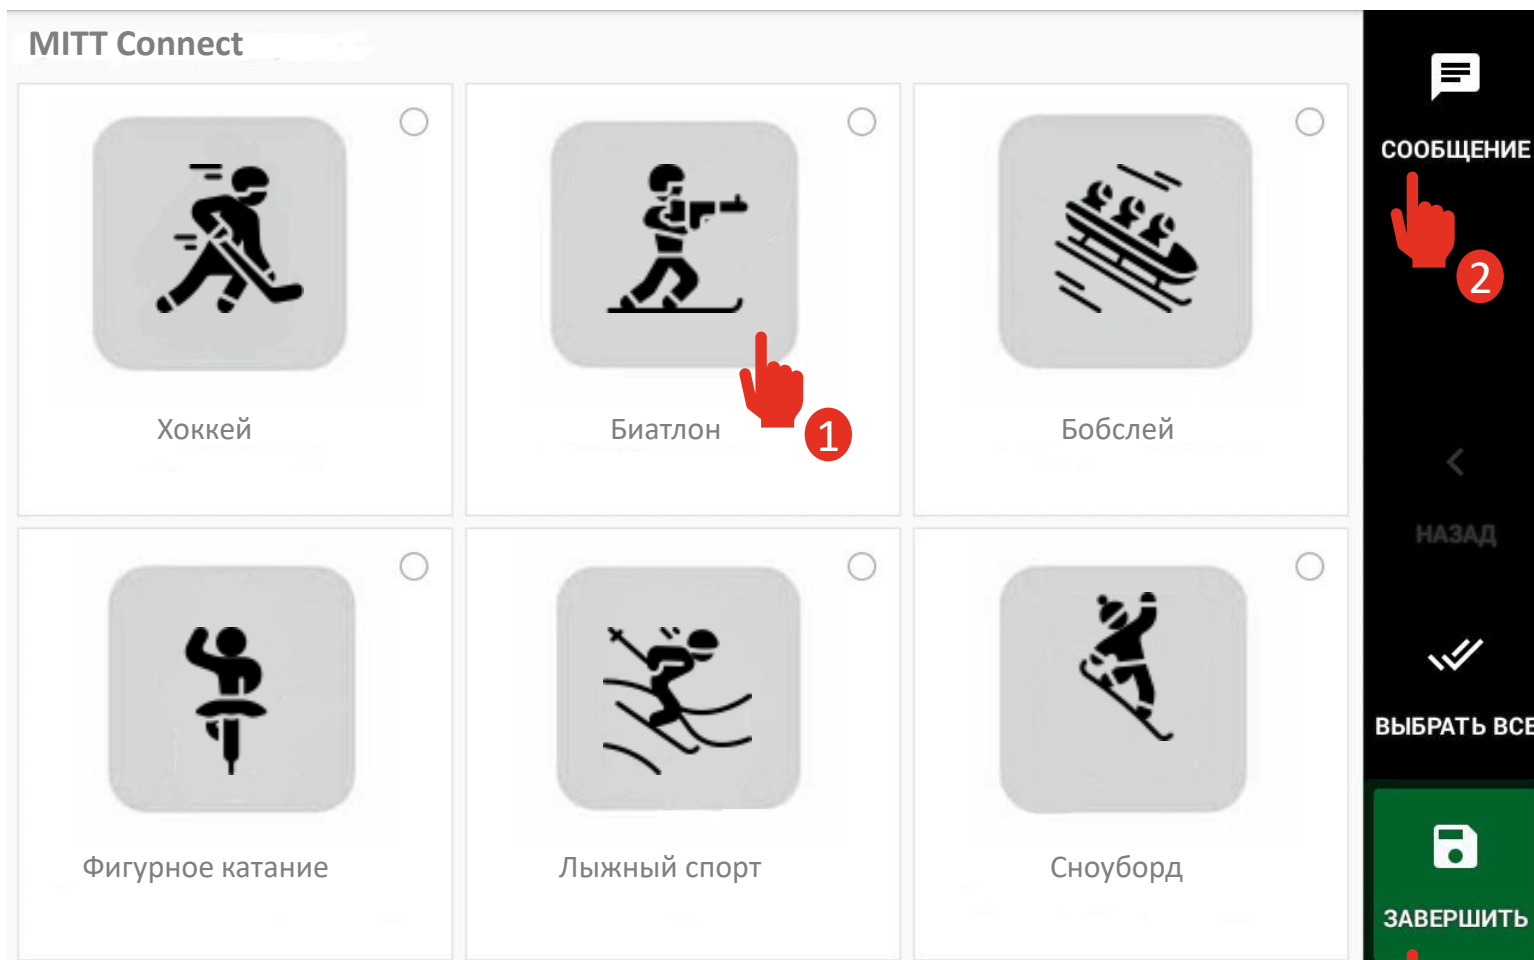 MITT Connect
СООБЩЕНИЕ
2
Хоккей
Биатлон
1
Бобслей
НАЗАД
ВЫБРАТЬ ВСЕ
Фигурное катание
Лыжный спорт
Сноуборд
ЗАВЕРШИТЬ